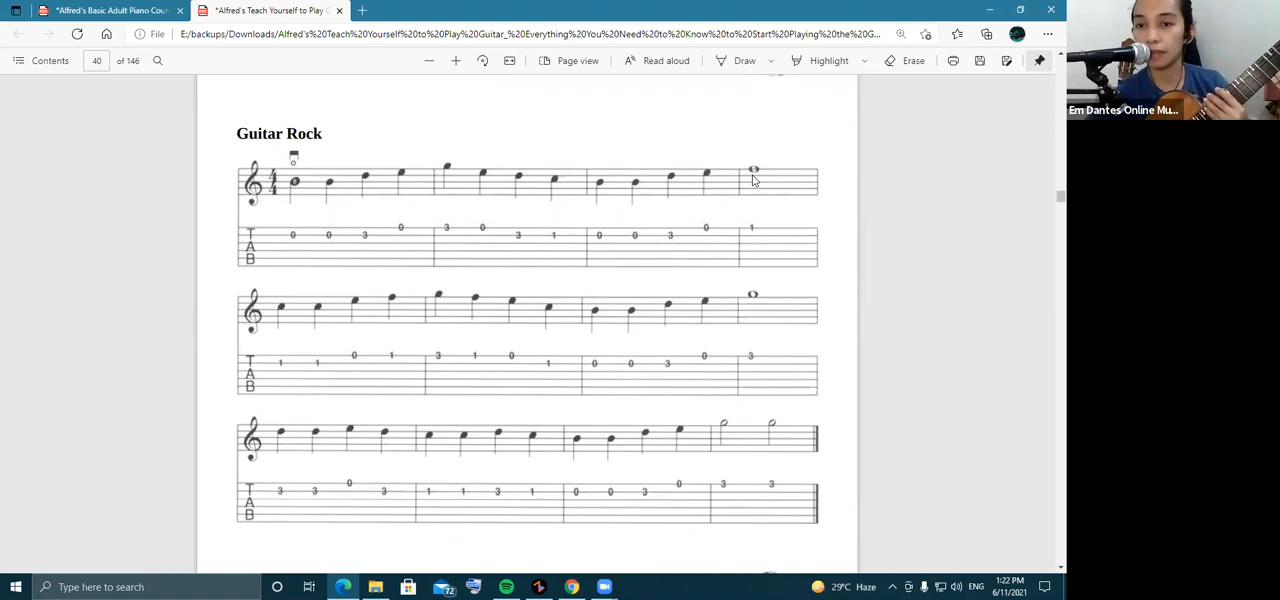 *Alfred's Basic Adult Piano Cour
*Alfred's Teach Yourself to Play G
File
E:/backups/Downloads/Alfred's%20Teach%20Yourself%20to%20Play%20Guitar_%20Everything%20You%20Need%20to%20Know%20to%20Start%20Playing%20the%20G...
Contents
40 of 146
Page view
Read aloud
Draw
Highlight
Erase
Em Dantes Online Mu...
Guitar Rock
4
4
T 0 0 3 0 3 0 3 1 0 0 3 0 1
A
B
T 1 1 0 1 3 1 0 1 0 0 3 0 3
A
B
T 3 3 0 3 1 1 3 1 0 0 3 0 3 3
A
B
Type here to search
72
29°C Haze
ENG
1:22 PM
6/11/2021